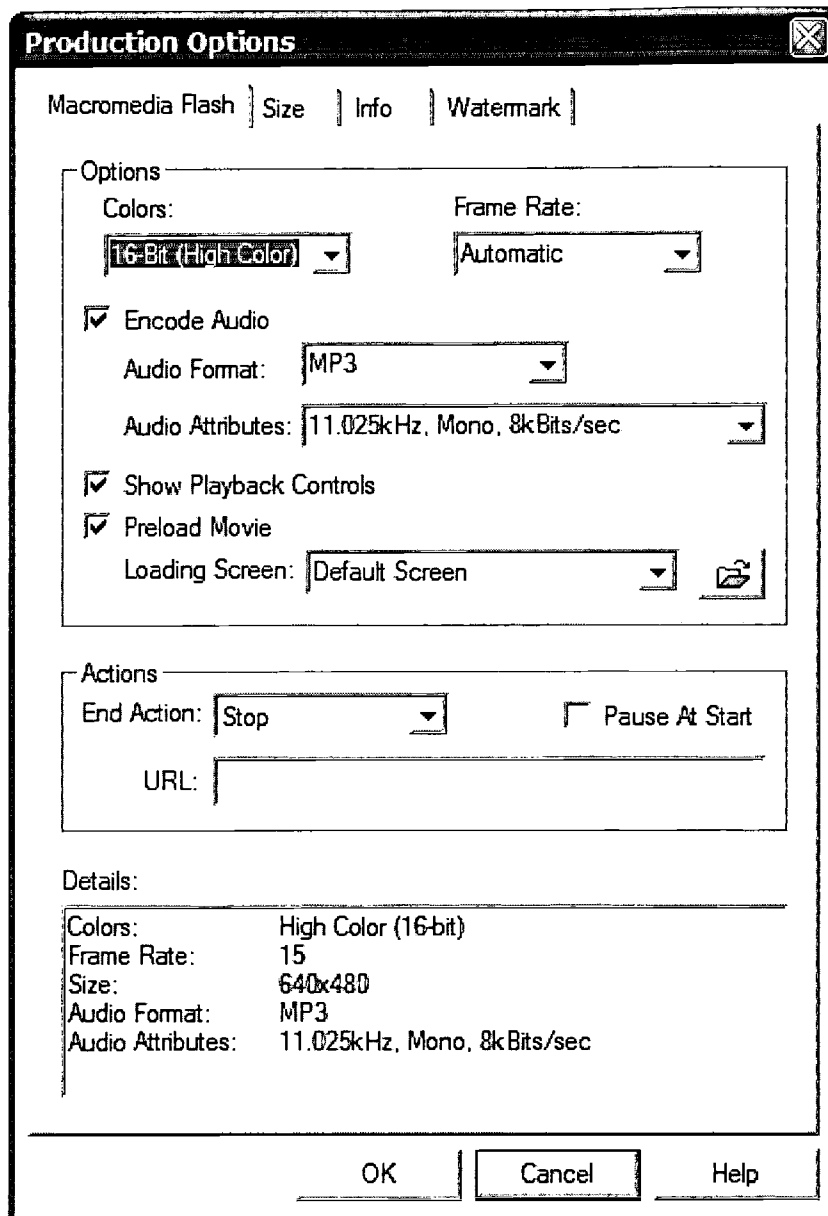 Production Options
Macromedia Flash Size Info Watermark
Options
Colors: Frame Rate:
16-Bit (High Color) Automatic
Encode Audio
Audio Format: MP3
Audio Attributes: 11.025kHz, Mono, 8kBits/sec
Show Playback Controls
Preload Movie
Loading Screen: Default Screen
Actions
End Action: Stop Pause At Start
URL:
Details:
Colors: High Color (16-bit)
Frame Rate: 15
Size: 640x480
Audio Format: MP3
Audio Attributes: 11.025kHz, Mono, 8kBits/sec
OK Cancel Help